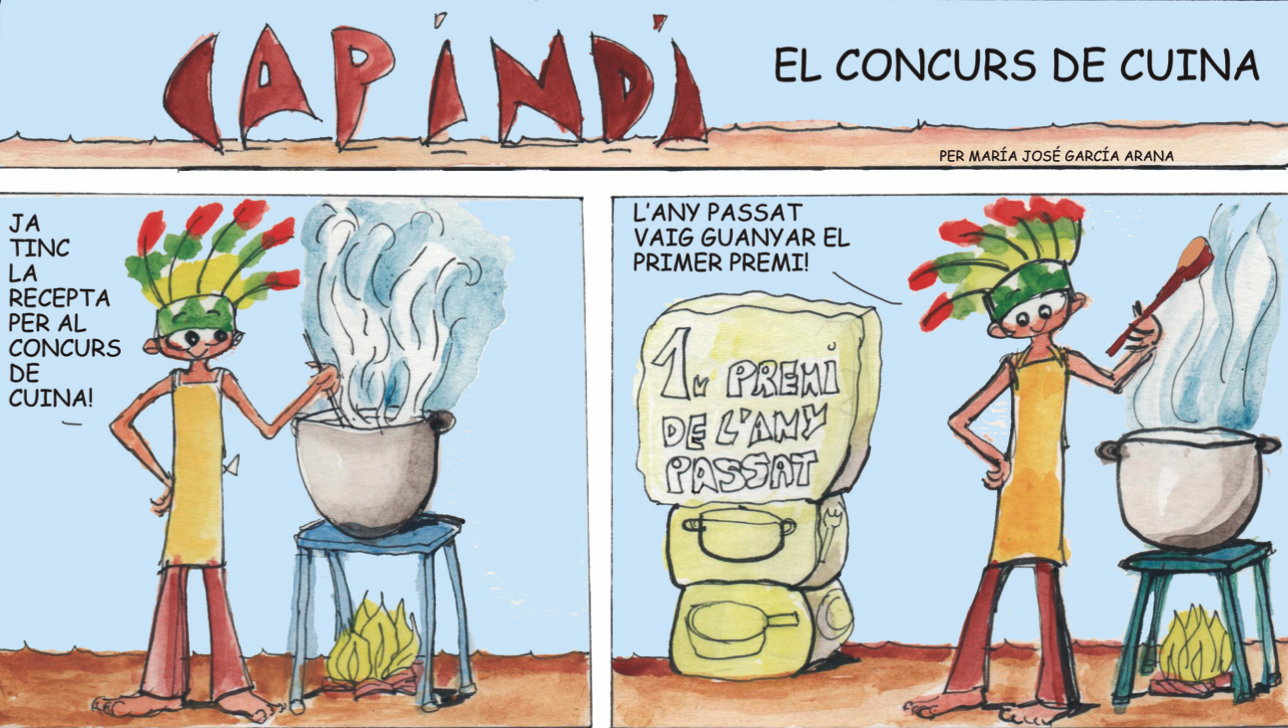 CAPINDI
EL CONCURS DE CUINA
PER MARÍA JOSÉ GARCÍA ARANA
JA
TINC
LA
RECEPTA
PER AL
CONCURS
DE
CUINA!
L'ANY PASSAT
VAIG GUANYAR EL
PRIMER PREMI!
1r PREMI
DE L'ANY
PASSAT